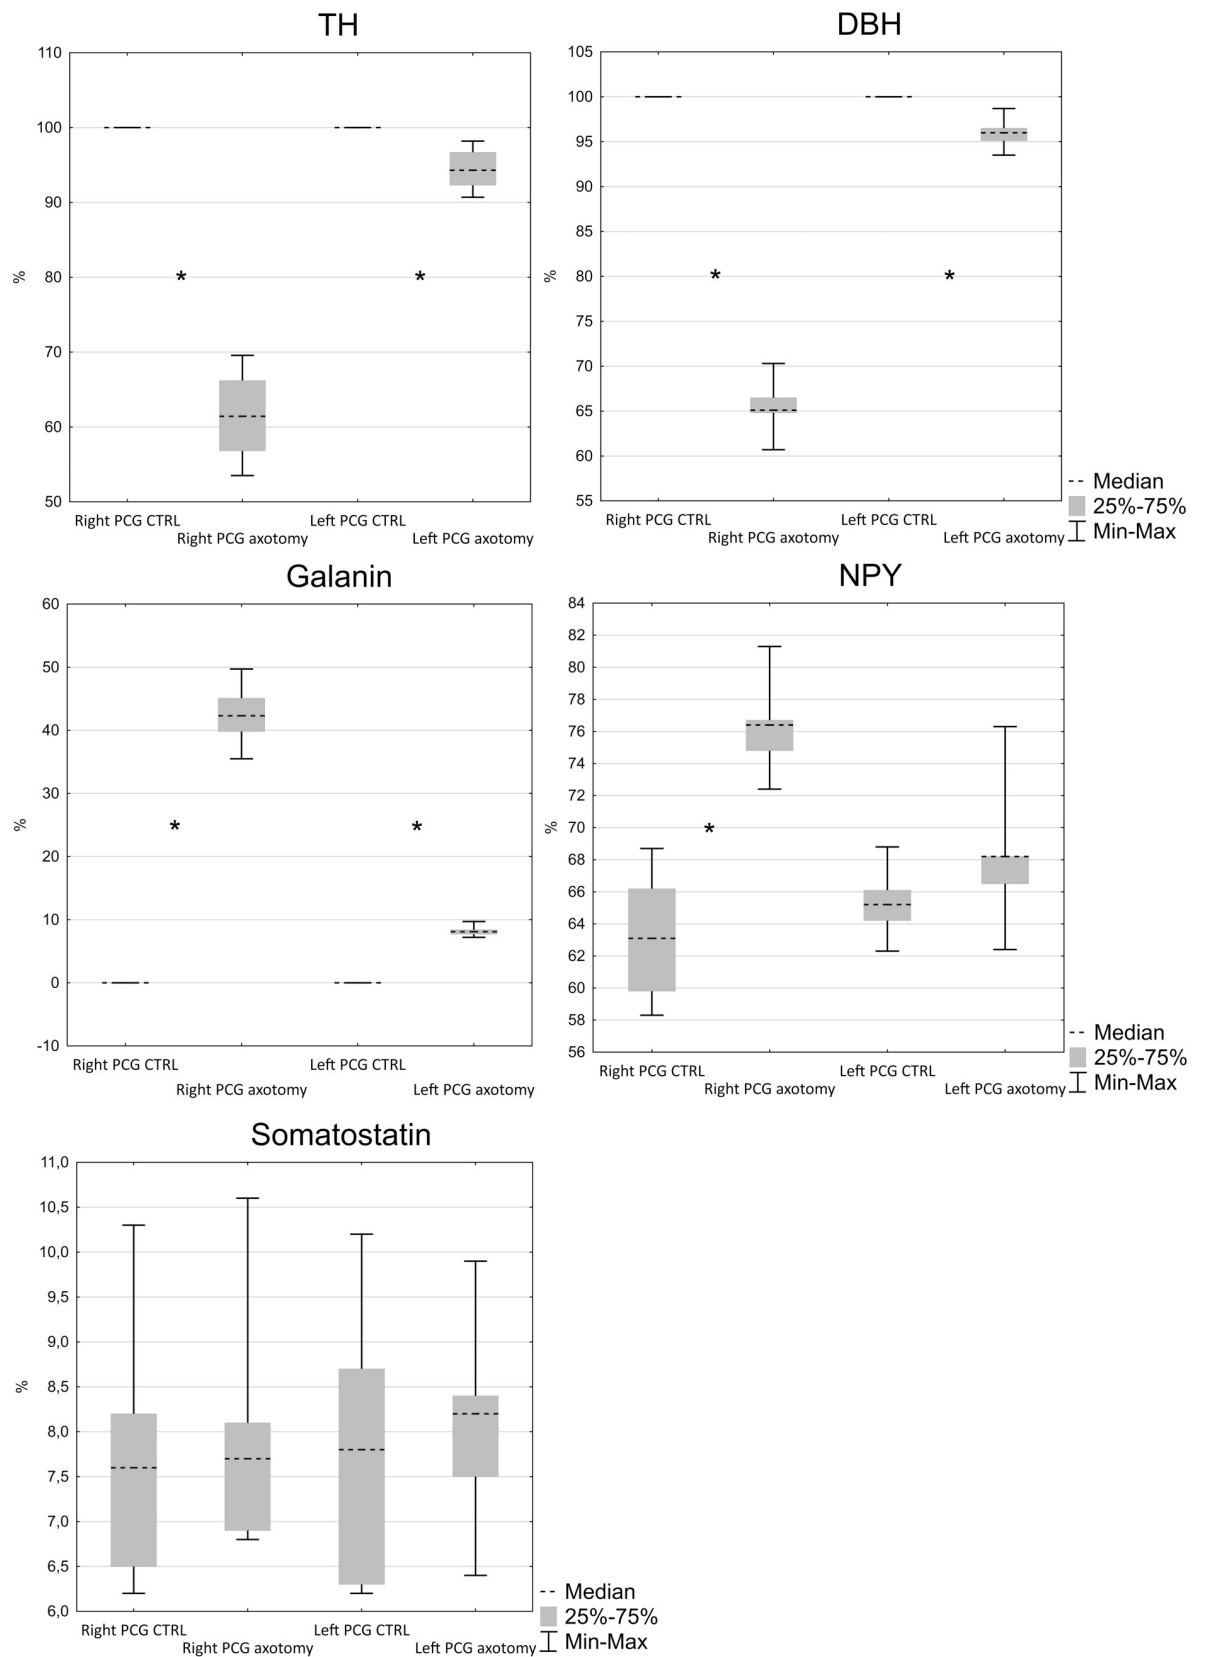 TH
110
100
90
80
70
60
50
%
*
*
Right PCG CTRL
Right PCG axotomy
Left PCG CTRL
Left PCG axotomy
DBH
105
100
95
90
85
80
75
70
65
60
55
%
*
*
Right PCG CTRL
Right PCG axotomy
Left PCG CTRL
Left PCG axotomy
Median
25%-75%
Min-Max
Galanin
60
50
40
30
20
10
0
-10
%
*
*
Right PCG CTRL
Right PCG axotomy
Left PCG CTRL
Left PCG axotomy
NPY
84
82
80
78
76
74
72
70
68
66
64
62
60
58
56
%
*
Right PCG CTRL
Right PCG axotomy
Left PCG CTRL
Left PCG axotomy
Median
25%-75%
Min-Max
Somatostatin
11,0
10,5
10,0
9,5
9,0
8,5
8,0
7,5
7,0
6,5
6,0
%
Right PCG CTRL
Right PCG axotomy
Left PCG CTRL
Left PCG axotomy
Median
25%-75%
Min-Max